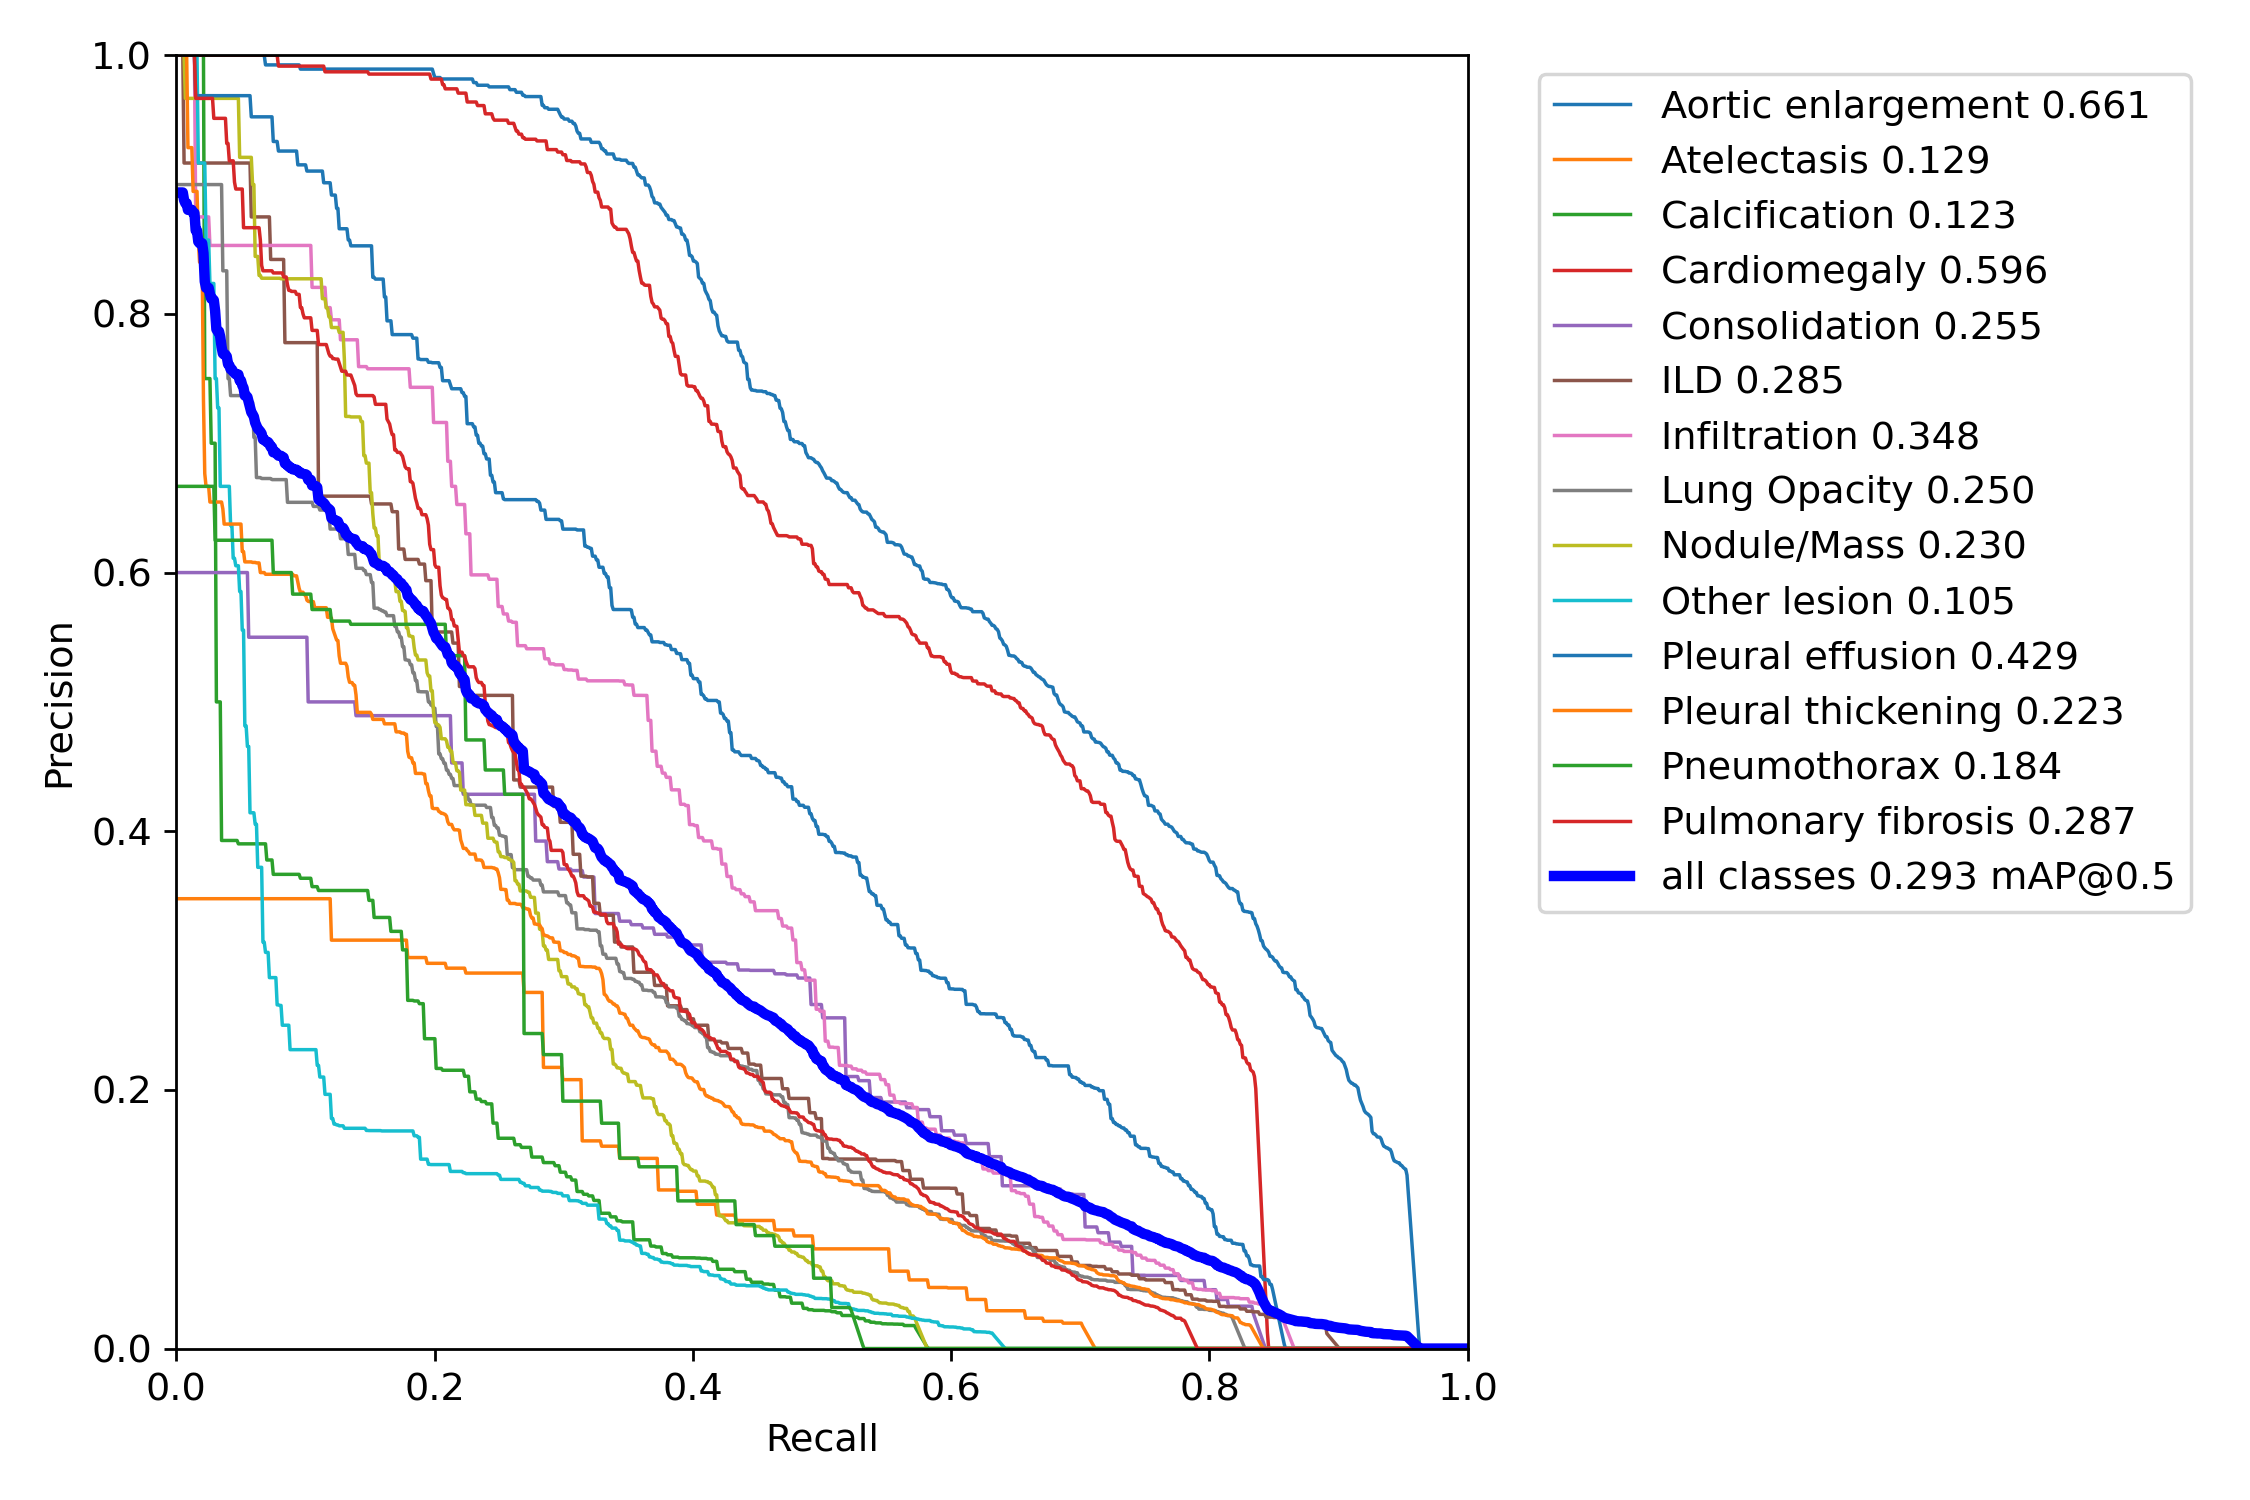 1.0
0.8
0.6
0.4
0.2
0.0
Precision
0.0 0.2 0.4 0.6 0.8 1.0
Recall
Aortic enlargement 0.661
Atelectasis 0.129
Calcification 0.123
Cardiomegaly 0.596
Consolidation 0.255
ILD 0.285
Infiltration 0.348
Lung Opacity 0.250
Nodule/Mass 0.230
Other lesion 0.105
Pleural effusion 0.429
Pleural thickening 0.223
Pneumothorax 0.184
Pulmonary fibrosis 0.287
all classes 0.293 mAP@0.5